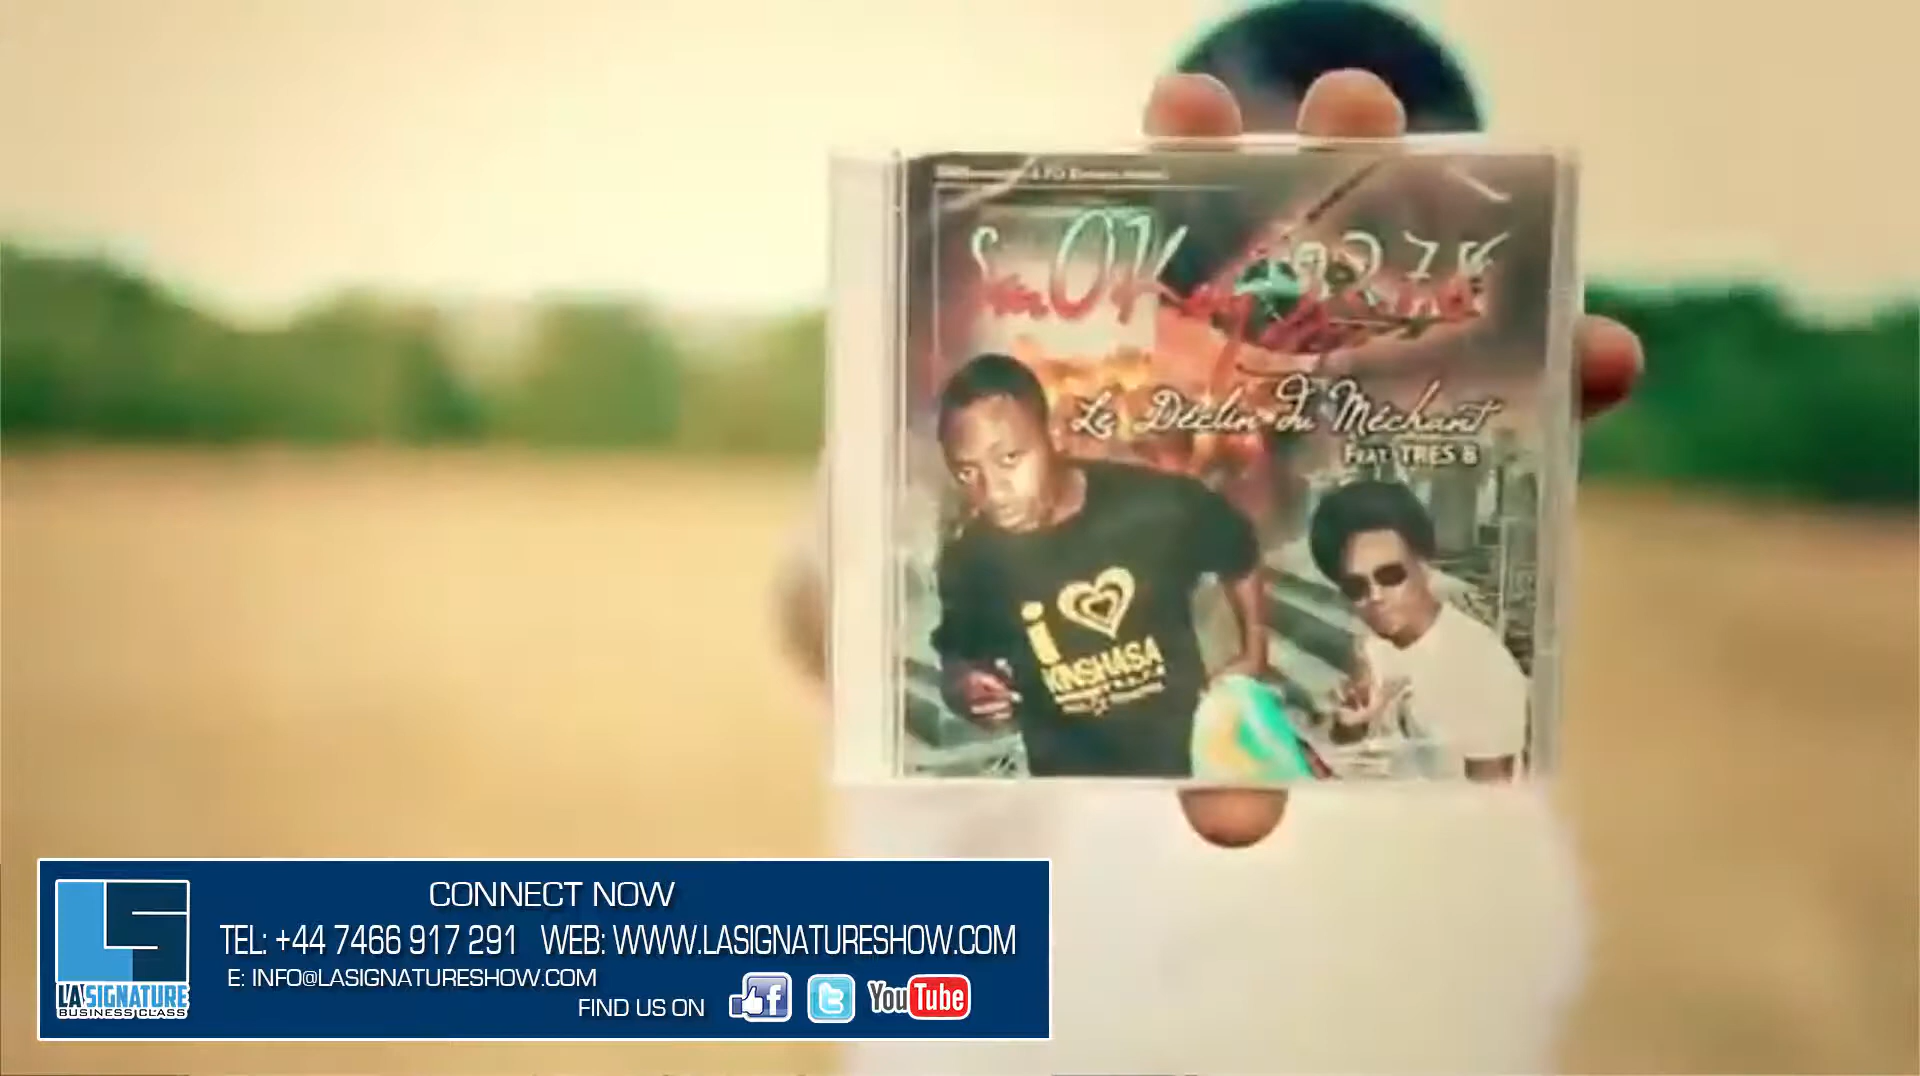 Le Déclin du Méchant
FEAT TRES B
i
KINSHASA
CONNECT NOW
TEL: +44 7466 917 291 WEB: WWW.LASIGNATURESHOW.COM
E: INFO@LASIGNATURESHOW.COM
FIND US ON f t YouTube
LS
LA SIGNATURE
BUSINESS CLASS